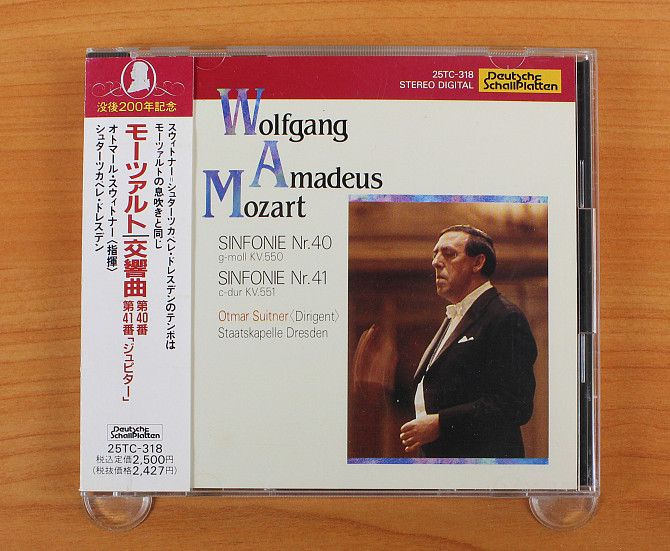 没後200年記念
スウィトナー=シュターツカペレ・ドレスデンのテンポは
モーツァルトの息吹きと同じ
モーツァルト|交響曲 第40番
第41番「ジュピター」
オトマール・スウィトナー〈指揮〉
シュターツカペレ・ドレスデン
Deutsche
SchallPlatten
25TC-318
税込定価2,500円
(税抜価格2,427円)
25TC-318
STEREO DIGITAL
Deutsche
SchallPlatten
Wolfgang
Amadeus
Mozart
SINFONIE Nr.40
g-moll KV.550
SINFONIE Nr.41
c-dur KV.551
Otmar Suitner〈Dirigent〉
Staatskapelle Dresden